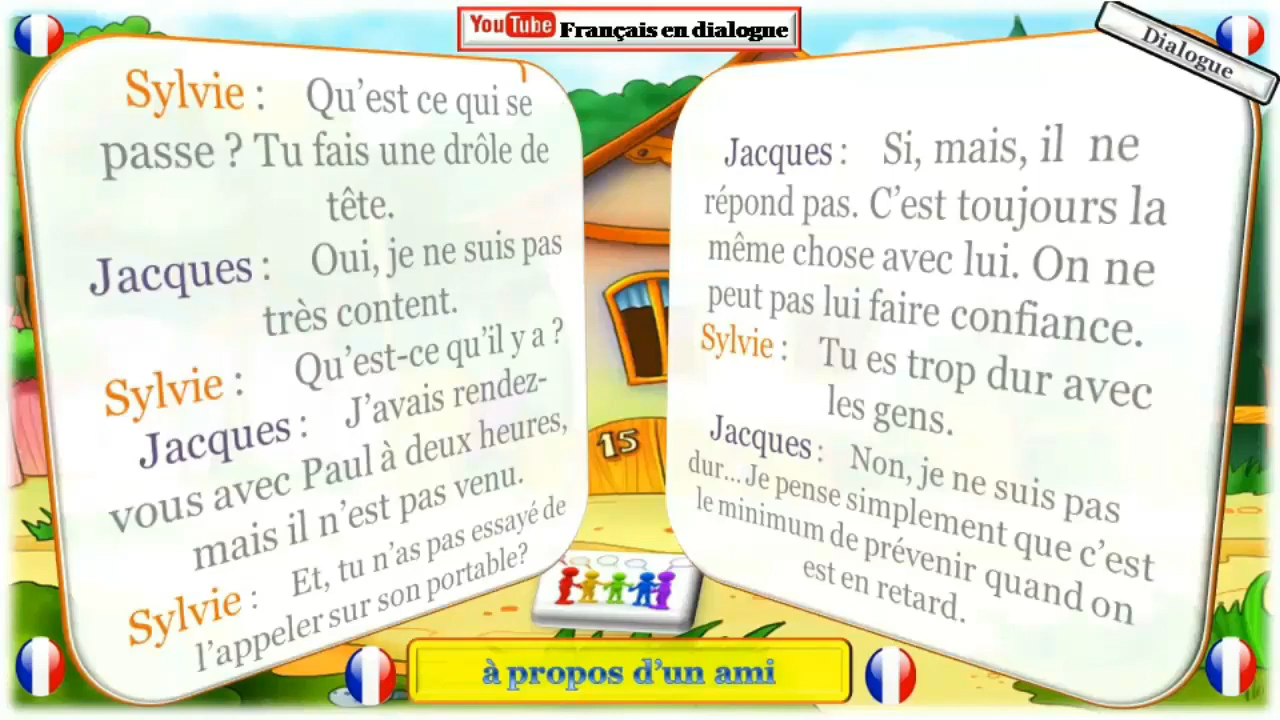 YouTube Français en dialogue
Dialogue
Sylvie : Qu'est ce qui se
passe ? Tu fais une drôle de
tête.
Jacques : Oui, je ne suis pas
très content.
Sylvie : Qu'est-ce qu'il y a ?
Jacques : J'avais rendez-
vous avec Paul à deux heures,
mais il n'est pas venu.
Sylvie : Et, tu n'as pas essayé de
l'appeler sur son portable?
15
Jacques : Si, mais, il ne
répond pas. C'est toujours la
même chose avec lui. On ne
peut pas lui faire confiance.
Sylvie : Tu es trop dur avec
les gens.
Jacques : Non, je ne suis pas
dur... Je pense simplement que c'est
le minimum de prévenir quand on
est en retard.
à propos d'un ami